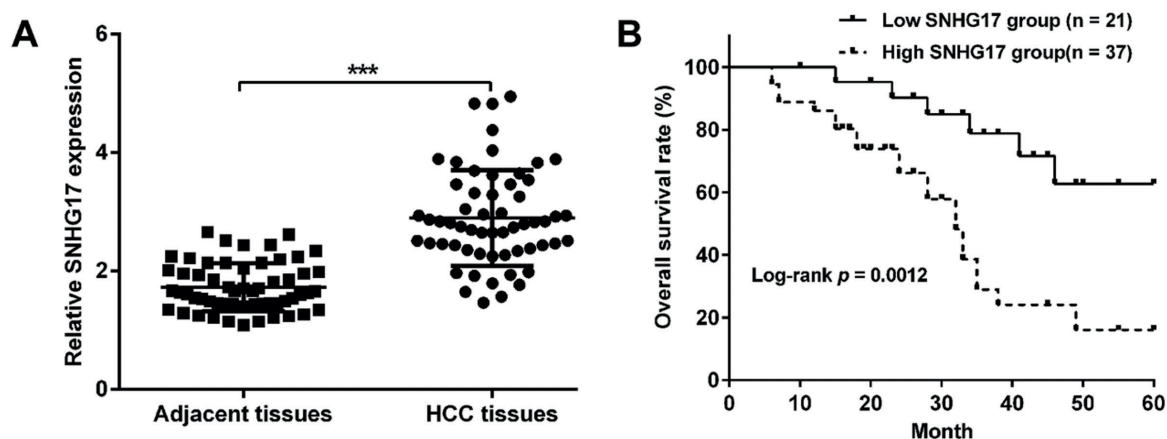 A
Relative SNHG17 expression
6
4
2
0
***
Adjacent tissues
HCC tissues
B
Low SNHG17 group (n = 21)
High SNHG17 group(n = 37)
Overall survival rate (%)
100
80
60
40
20
0
Log-rank p = 0.0012
0 10 20 30 40 50 60
Month